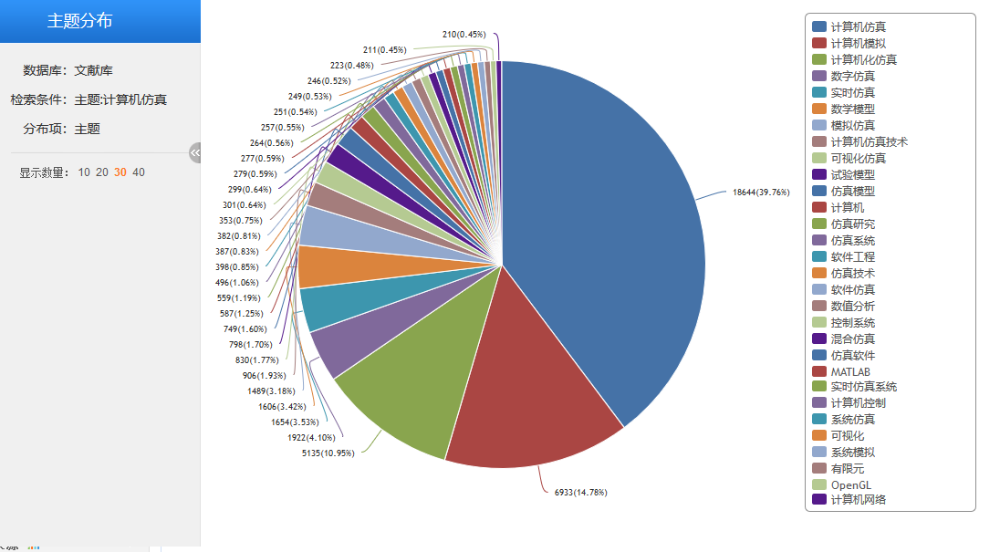 主题分布
数据库：文献库
检索条件：主题:计算机仿真
分布项：主题
显示数量： 10 20 30 40
210(0.45%)
211(0.45%)
223(0.48%)
246(0.52%)
249(0.53%)
251(0.54%)
257(0.55%)
264(0.56%)
277(0.59%)
279(0.59%)
299(0.64%)
301(0.64%)
353(0.75%)
382(0.81%)
387(0.83%)
398(0.85%)
496(1.06%)
559(1.19%)
587(1.25%)
749(1.60%)
798(1.70%)
830(1.77%)
906(1.93%)
1489(3.18%)
1606(3.42%)
1654(3.53%)
1922(4.10%)
5135(10.95%)
6933(14.78%)
18644(39.76%)
计算机仿真
计算机模拟
计算机化仿真
数字仿真
实时仿真
数学模型
模拟仿真
计算机仿真技术
可视化仿真
试验模型
仿真模型
计算机
仿真研究
仿真系统
软件工程
仿真技术
软件仿真
数值分析
控制系统
混合仿真
仿真软件
MATLAB
实时仿真系统
计算机控制
系统仿真
可视化
系统模拟
有限元
OpenGL
计算机网络